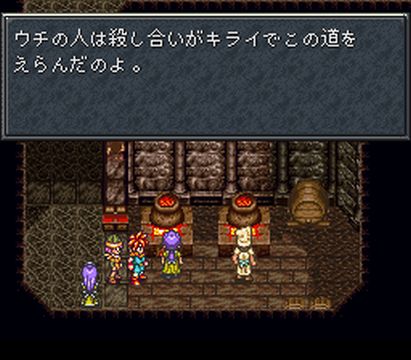 ウチの人は殺し合いがキライでこの道を
えらんだのよ。